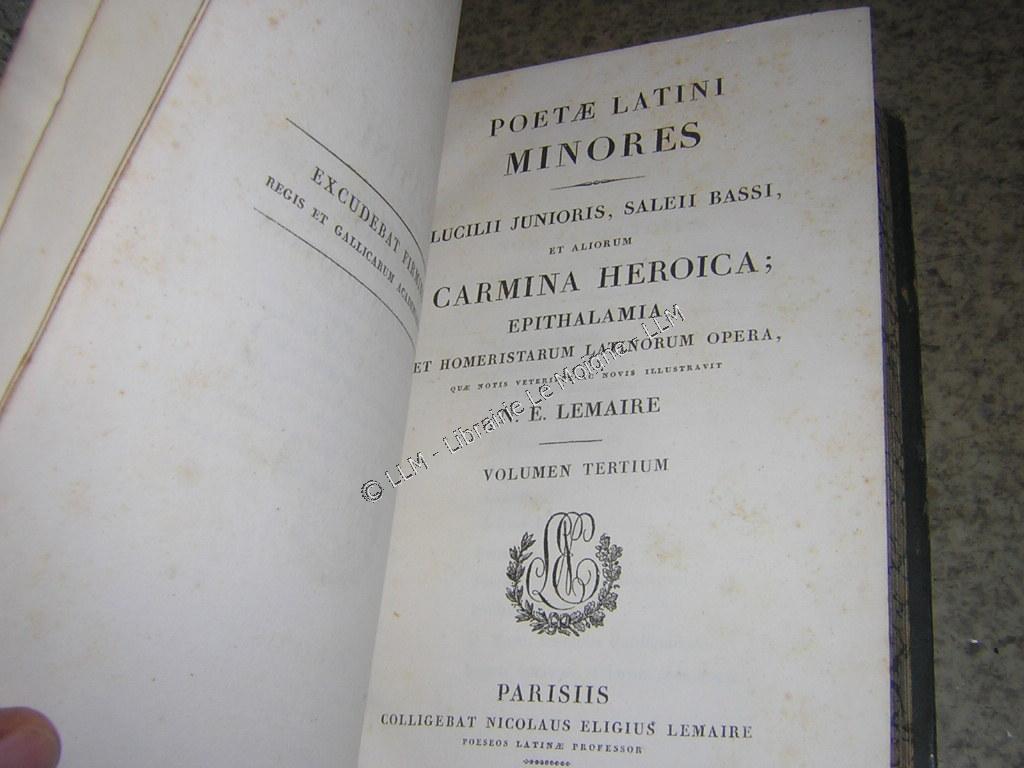 EXCUDEBAT
REGIS ET GALLICARUM
POETÆ LATINI
MINORES
LUCILII JUNIORIS, SALEII BASSI,
ET ALIORUM
CARMINA HEROICA;
EPITHALAMIA
ET HOMERISTARUM LATINORUM OPERA,
QUÆ NOTIS NOVIS ILLUSTRAVIT
N. E. LEMAIRE
VOLUMEN TERTIUM
© LLM - Librairie Le Moigne - LLM
PARISIIS
COLLIGEBAT NICOLAUS ELIGIUS LEMAIRE
POESEOS LATINÆ PROFESSOR